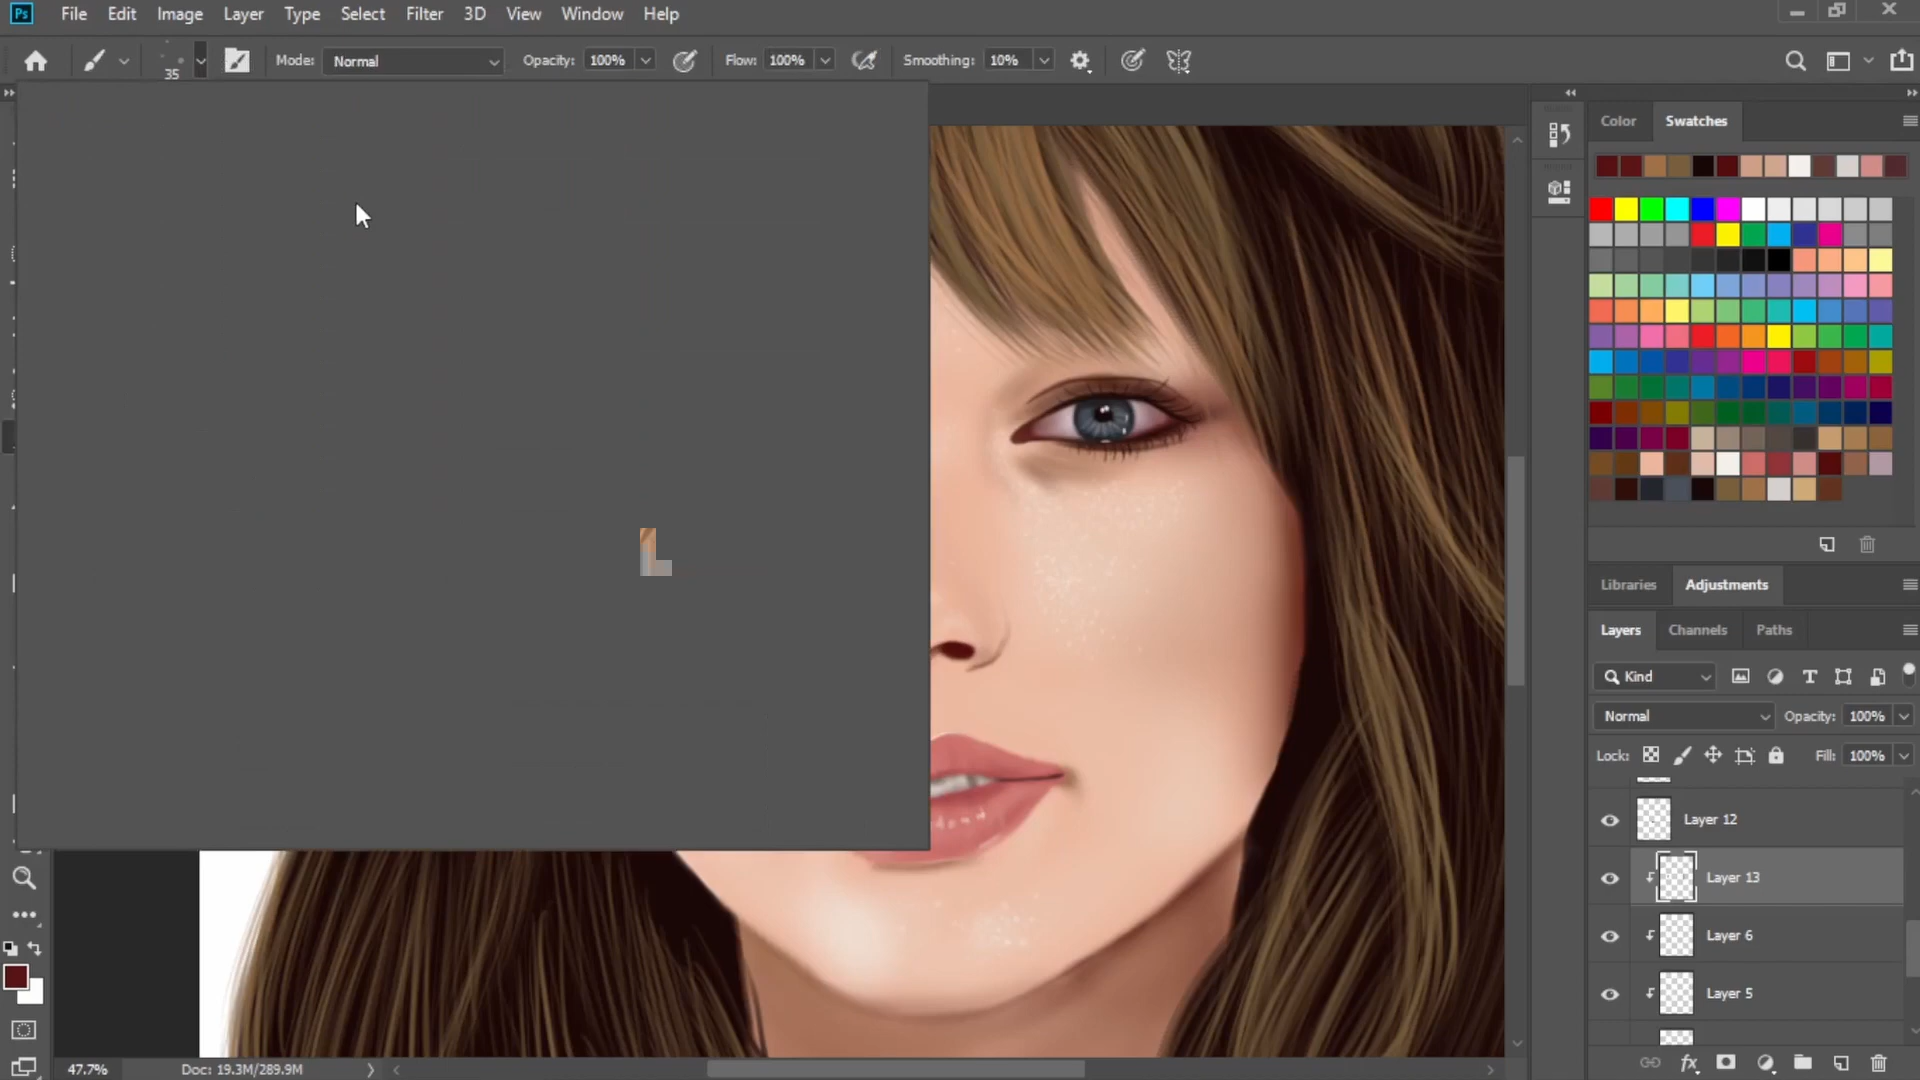 Ps File Edit Image Layer Type Select Filter 3D View Window Help
35 Mode: Normal Opacity: 100% Flow: 100% Smoothing: 10%
Color Swatches
Libraries Adjustments
Layers Channels Paths
Kind
Normal Opacity: 100%
Lock: Fill: 100%
Layer 12
Layer 13
Layer 6
Layer 5
fx
47.7% Doc: 19.3M/289.9M